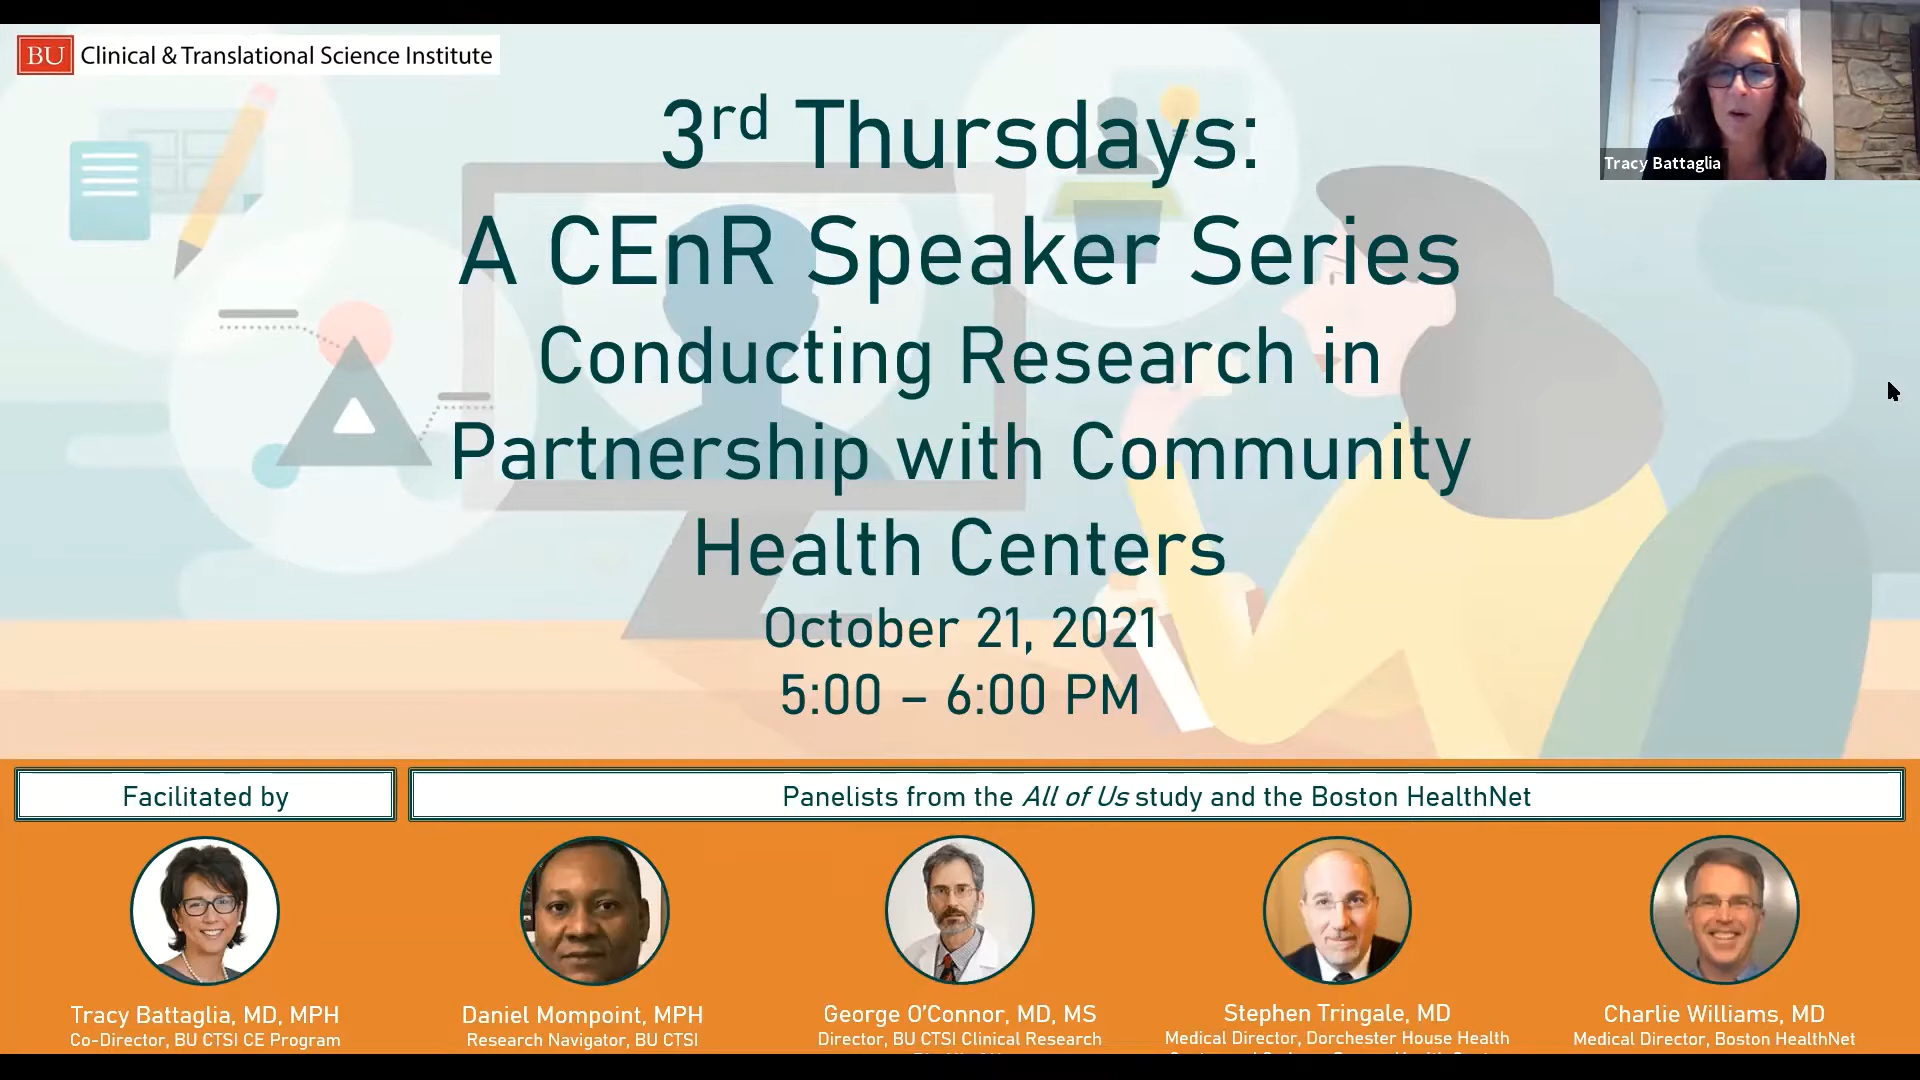 BU Clinical & Translational Science Institute
3rd Thursdays:
A CEnR Speaker Series
Conducting Research in
Partnership with Community
Health Centers
October 21, 2021
5:00 – 6:00 PM
Tracy Battaglia
Facilitated by
Panelists from the All of Us study and the Boston HealthNet
Tracy Battaglia, MD, MPH
Co-Director, BU CTSI CE Program
Daniel Mompoint, MPH
Research Navigator, BU CTSI
George O'Connor, MD, MS
Director, BU CTSI Clinical Research
Stephen Tringale, MD
Medical Director, Dorchester House Health
Charlie Williams, MD
Medical Director, Boston HealthNet